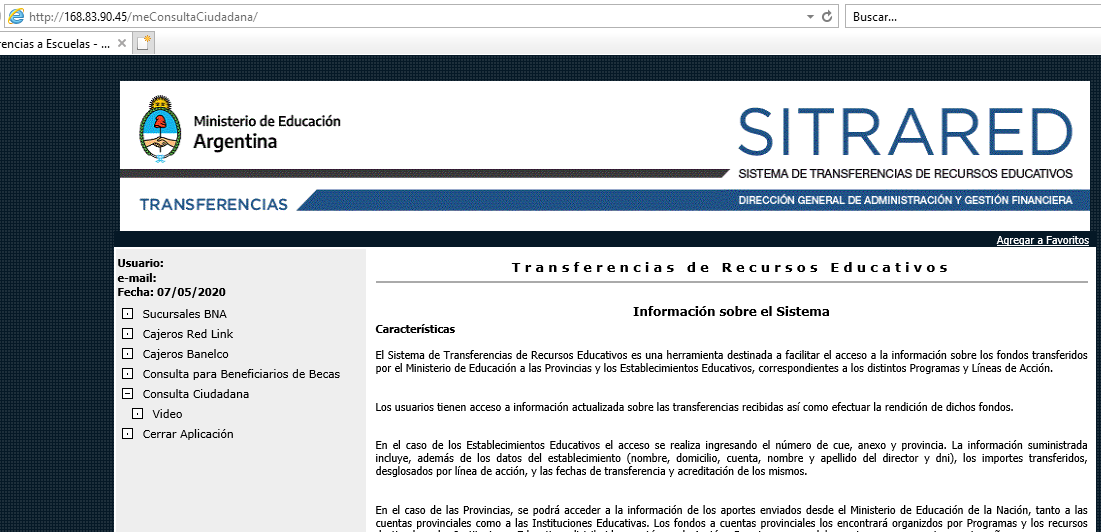 http://168.83.90.45/meConsultaCiudadana/
Buscar...
encias a Escuelas - ...
Ministerio de Educación
Argentina
SITRARED
SISTEMA DE TRANSFERENCIAS DE RECURSOS EDUCATIVOS
TRANSFERENCIAS
DIRECCIÓN GENERAL DE ADMINISTRACIÓN Y GESTIÓN FINANCIERA
Agregar a Favoritos
Usuario:
e-mail:
Fecha: 07/05/2020
Sucursales BNA
Cajeros Red Link
Cajeros Banelco
Consulta para Beneficiarios de Becas
Consulta Ciudadana
Video
Cerrar Aplicación
Transferencias de Recursos Educativos
Información sobre el Sistema
Características
El Sistema de Transferencias de Recursos Educativos es una herramienta destinada a facilitar el acceso a la información sobre los fondos transferidos
por el Ministerio de Educación a las Provincias y los Establecimientos Educativos, correspondientes a los distintos Programas y Líneas de Acción.
Los usuarios tienen acceso a información actualizada sobre las transferencias recibidas así como efectuar la rendición de dichos fondos.
En el caso de los Establecimientos Educativos el acceso se realiza ingresando el número de cue, anexo y provincia. La información suministrada
incluye, además de los datos del establecimiento (nombre, domicilio, cuenta, nombre y apellido del director y dni), los importes transferidos,
desglosados por línea de acción, y las fechas de transferencia y acreditación de los mismos.
En el caso de las Provincias, se podrá acceder a la información de los aportes enviados desde el Ministerio de Educación de la Nación, tanto a las
cuentas provinciales como a las Instituciones Educativas. Los fondos a cuentas provinciales los encontrará organizados por Programas y los recursos